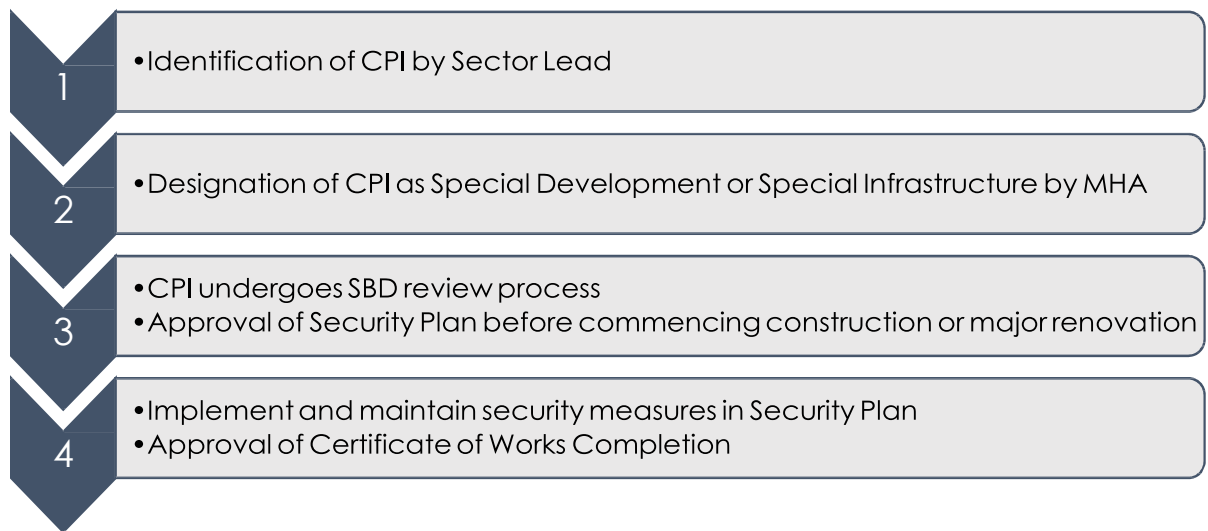 1
•Identification of CPI by Sector Lead
2
•Designation of CPI as Special Development or Special Infrastructure by MHA
3
•CPI undergoes SBD review process
•Approval of Security Plan before commencing construction or major renovation
4
•Implement and maintain security measures in Security Plan
•Approval of Certificate of Works Completion